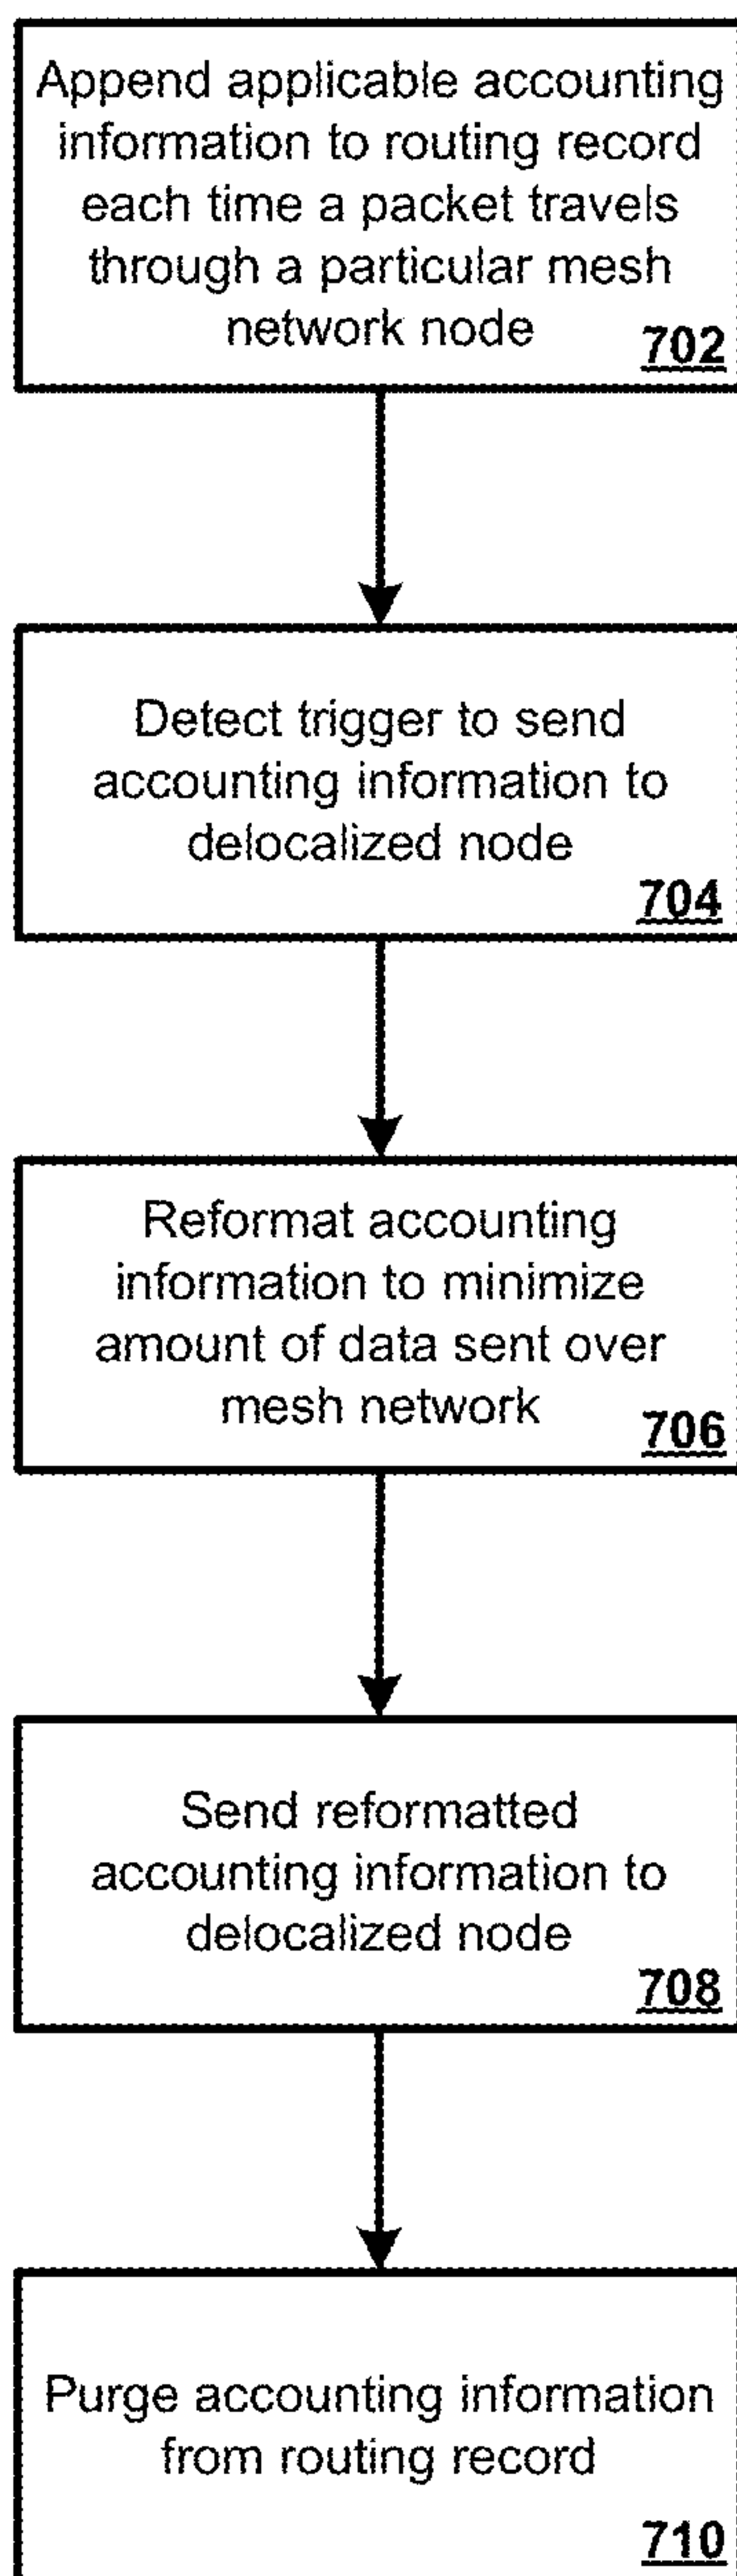 Append applicable accounting
information to routing record
each time a packet travels
through a particular mesh
network node
702
Detect trigger to send
accounting information to
delocalized node
704
Reformat accounting
information to minimize
amount of data sent over
mesh network
706
Send reformatted
accounting information to
delocalized node
708
Purge accounting information
from routing record
710